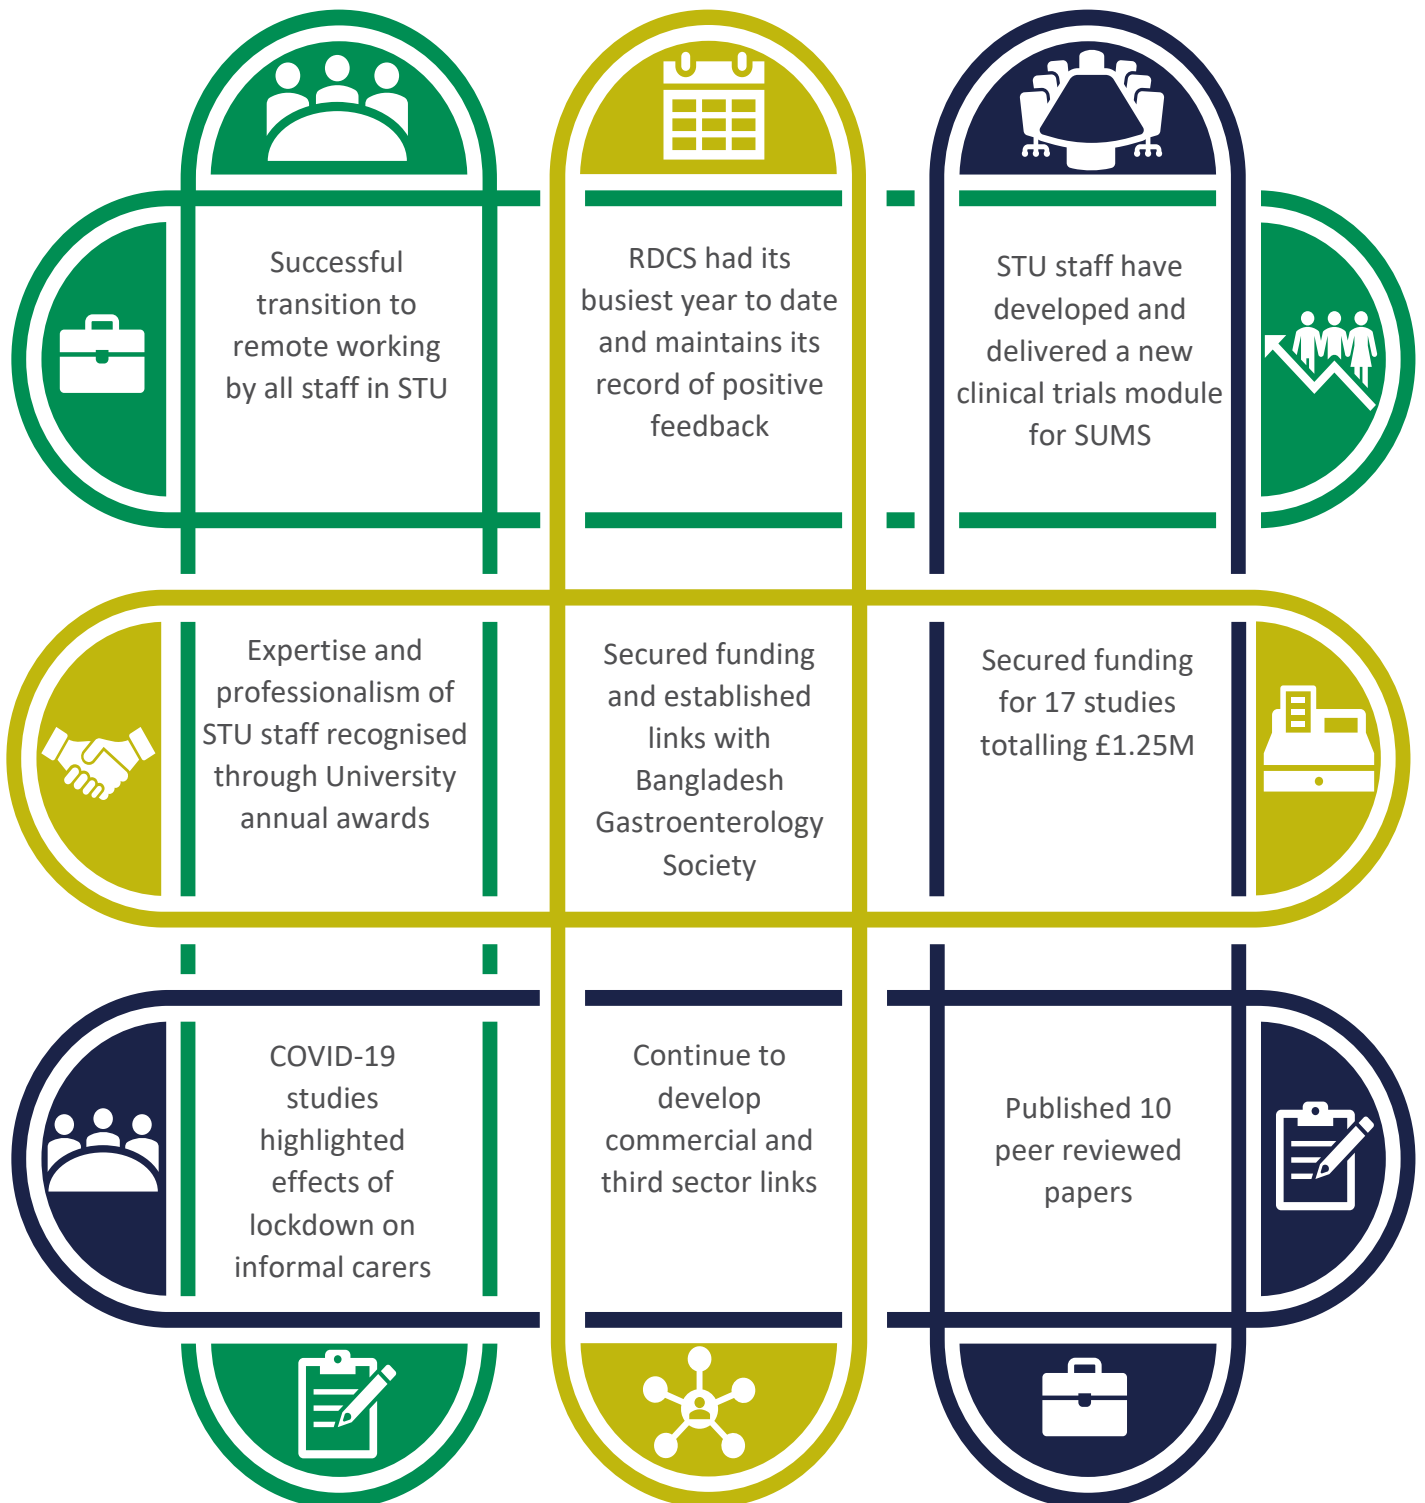 Successful
transition to
remote working
by all staff in STU
RDCS had its
busiest year to date
and maintains its
record of positive
feedback
STU staff have
developed and
delivered a new
clinical trials module
for SUMS
Expertise and
professionalism of
STU staff recognised
through University
annual awards
Secured funding
and established
links with
Bangladesh
Gastroenterology
Society
Secured funding
for 17 studies
totalling £1.25M
COVID-19
studies
highlighted
effects of
lockdown on
informal carers
Continue to
develop
commercial and
third sector links
Published 10
peer reviewed
papers